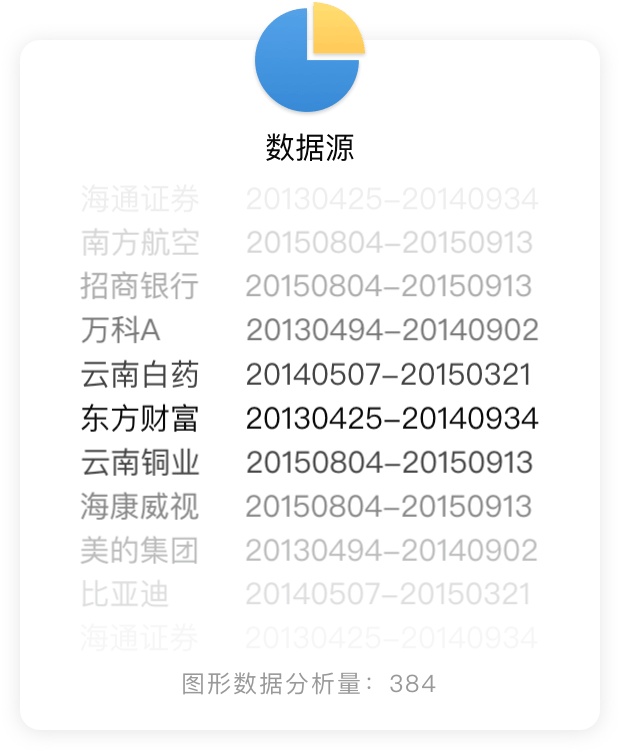 数据源
海通证券 20130425-20140934
南方航空 20150804-20150913
招商银行 20150804-20150913
万科A 20130494-20140902
云南白药 20140507-20150321
东方财富 20130425-20140934
云南铜业 20150804-20150913
海康威视 20150804-20150913
美的集团 20130494-20140902
比亚迪 20140507-20150321
海通证券 20130425-20140934
图形数据分析量：384